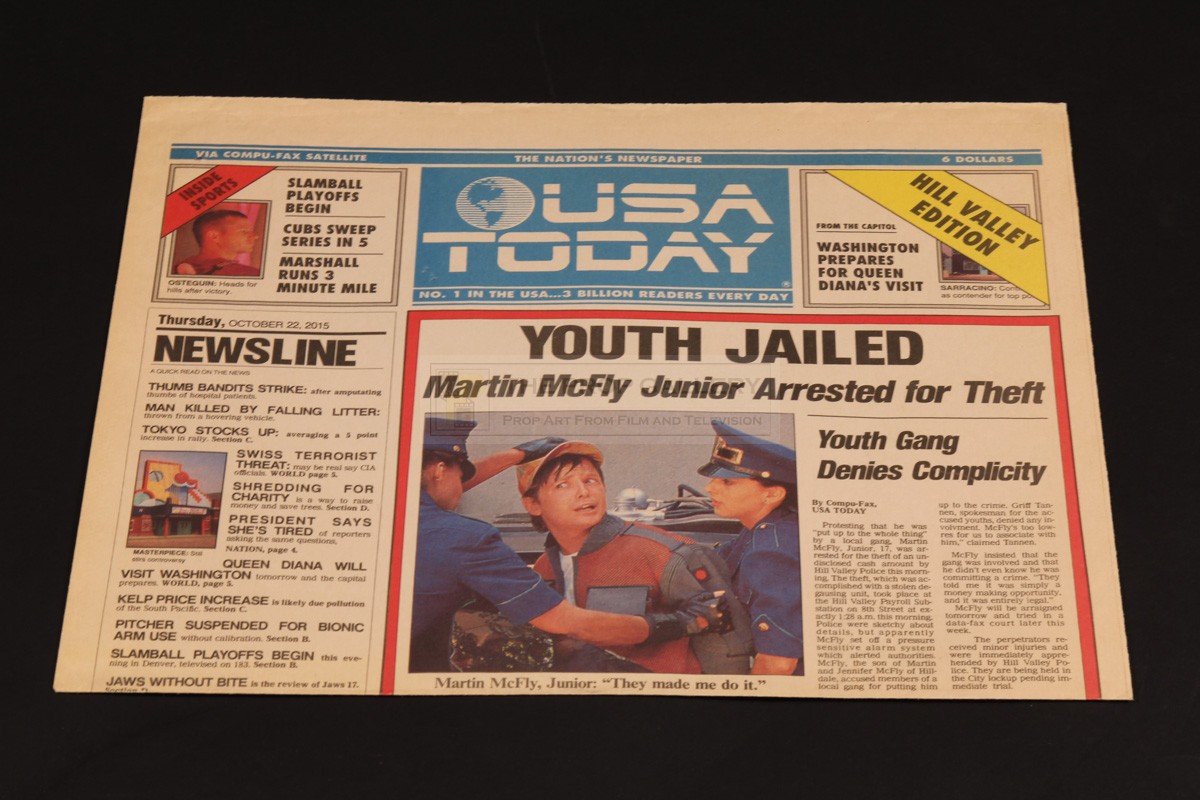 VIA COMPU-FAX SATELLITE
THE NATION'S NEWSPAPER
6 DOLLARS
INSIDE
SPORTS
SLAMBALL
PLAYOFFS
BEGIN
CUBS SWEEP
SERIES IN 5
MARSHALL
RUNS 3
MINUTE MILE
OSTEGUIN: Heads for
hills after victory.
USA
TODAY
®
NO. 1 IN THE USA...3 BILLION READERS EVERY DAY
HILL VALLEY
EDITION
FROM THE CAPITOL
WASHINGTON
PREPARES
FOR QUEEN
DIANA'S VISIT
SARRACINO:
as contender for top
Thursday, OCTOBER 22, 2015
NEWSLINE
A QUICK READ ON THE NEWS
THUMB BANDITS STRIKE: after amputating
thumbs of hospital patients.
MAN KILLED BY FALLING LITTER:
thrown from a hovering vehicle.
TOKYO STOCKS UP: averaging a 5 point
increase in rally. Section C.
SWISS TERRORIST
THREAT: may be real say CIA
officials. WORLD page 5.
SHREDDING FOR
CHARITY is a way to raise
money and save trees. Section D.
PRESIDENT SAYS
SHE'S TIRED of reporters
asking the same questions,
NATION, page 4.
MASTERPIECE: Still
stirs controversy
QUEEN DIANA WILL
VISIT WASHINGTON tomorrow and the capital
prepares. WORLD, page 5.
KELP PRICE INCREASE is likely due pollution
of the South Pacific. Section C.
PITCHER SUSPENDED FOR BIONIC
ARM USE without calibration. Section B.
SLAMBALL PLAYOFFS BEGIN this eve-
ning in Denver, televised on 183. Section B.
JAWS WITHOUT BITE is the review of Jaws 17.
Section D.
YOUTH JAILED
Martin McFly Junior Arrested for Theft
PROP ART FROM FILM AND TELEVISION
Martin McFly, Junior: “They made me do it.”
Youth Gang
Denies Complicity
By Compu-Fax,
USA TODAY
Protesting that he was
"put up to the whole thing"
by a local gang, Martin
McFly, Junior, 17, was ar-
rested for the theft of an un-
disclosed cash amount by
Hill Valley Police this morn-
ing. The theft, which was ac-
complished with a stolen de-
gausing unit, took place at
the Hill Valley Payroll Sub-
station on 8th Street at ex-
actly 1:28 a.m. this morning.
Police were sketchy about
details, but apparently
McFly set off a pressure
sensitive alarm system
which alerted authorities.
McFly, the son of Martin
and Jennifer McFly of Hill-
dale, accused members of a
local gang for putting him
up to the crime. Griff Tan-
nen, spokesman for the ac-
cused youths, denied any in-
volvment. McFly's too low-
res for us to associate with
him," claimed Tannen.
McFly insisted that the
gang was involved and that
he didn't even know he was
committing a crime. "They
told me it was simply a
money making opportunity,
and it was entirely legal."
McFly will be arraigned
tomorrow and tried in a
data-fax court later this
week.
The perpetrators re-
ceived minor injuries and
were immediately appre-
hended by Hill Valley Po-
lice. They are being held in
the City lockup pending im-
mediate trial.